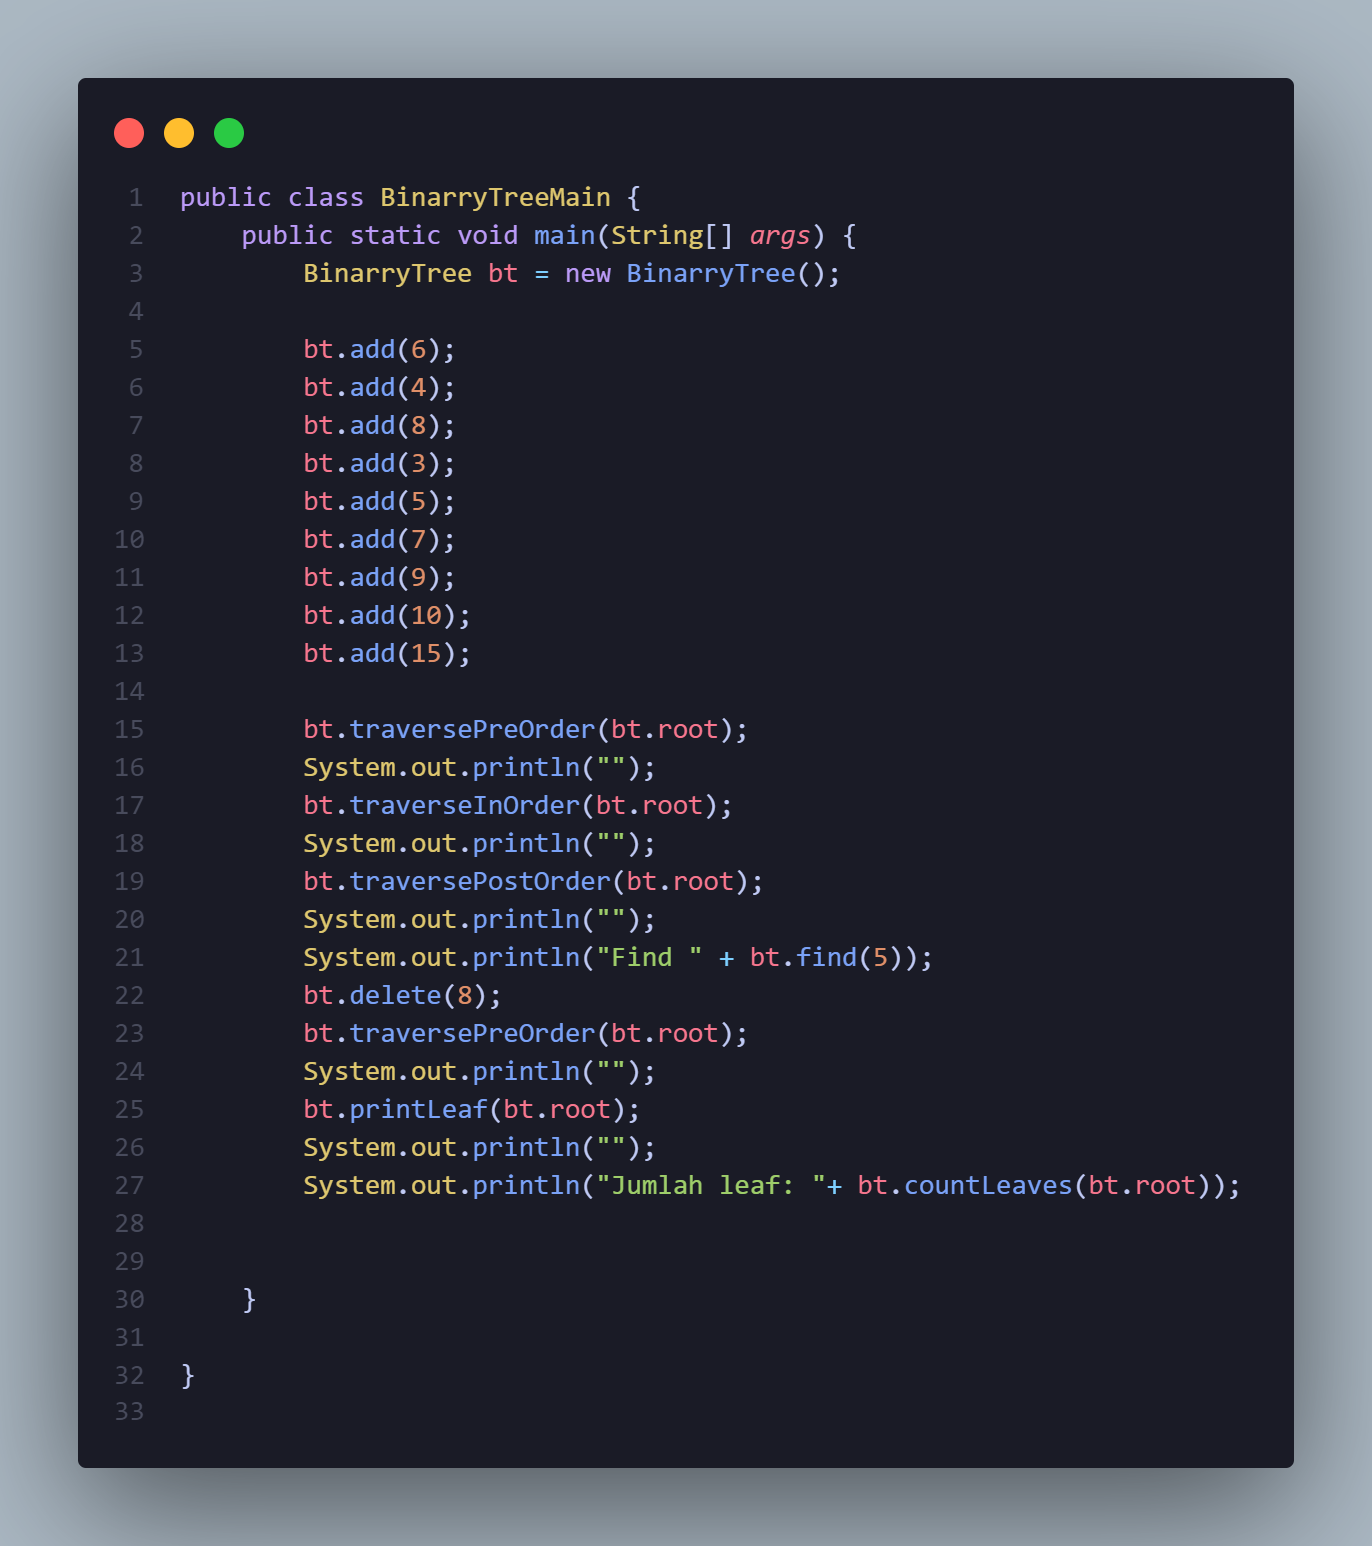 1 public class BinarryTreeMain {
2     public static void main(String[] args) {
3         BinarryTree bt = new BinarryTree();
4
5         bt.add(6);
6         bt.add(4);
7         bt.add(8);
8         bt.add(3);
9         bt.add(5);
10         bt.add(7);
11         bt.add(9);
12         bt.add(10);
13         bt.add(15);
14
15         bt.traversePreOrder(bt.root);
16         System.out.println("");
17         bt.traverseInOrder(bt.root);
18         System.out.println("");
19         bt.traversePostOrder(bt.root);
20         System.out.println("");
21         System.out.println("Find " + bt.find(5));
22         bt.delete(8);
23         bt.traversePreOrder(bt.root);
24         System.out.println("");
25         bt.printLeaf(bt.root);
26         System.out.println("");
27         System.out.println("Jumlah leaf: "+ bt.countLeaves(bt.root));
28
29
30     }
31
32 }
33